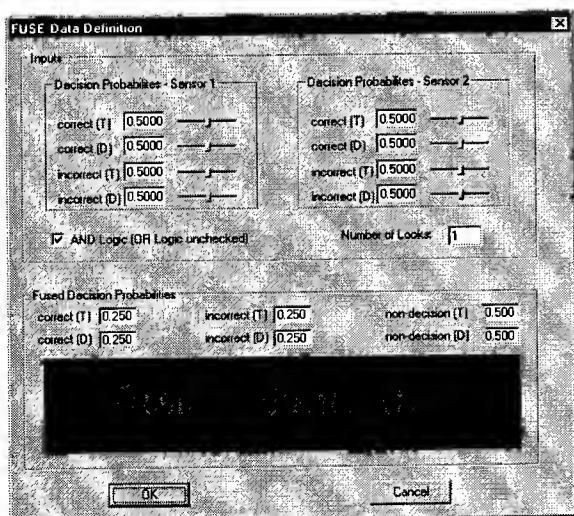 FUSE Data Definition
Inputs
Decision Probabilites - Sensor 1
correct (T) 0.5000
correct (D) 0.5000
incorrect (T) 0.5000
incorrect (D) 0.5000
Decision Probabilites - Sensor 2
correct (T) 0.5000
correct (D) 0.5000
incorrect (T) 0.5000
incorrect (D) 0.5000
AND Logic (OR Logic unchecked)
Number of Looks: 1
Fused Decision Probabilities
correct (T) 0.250 incorrect (T) 0.250 non-decision (T) 0.500
correct (D) 0.250 incorrect (D) 0.250 non-decision (D) 0.500
OK Cancel